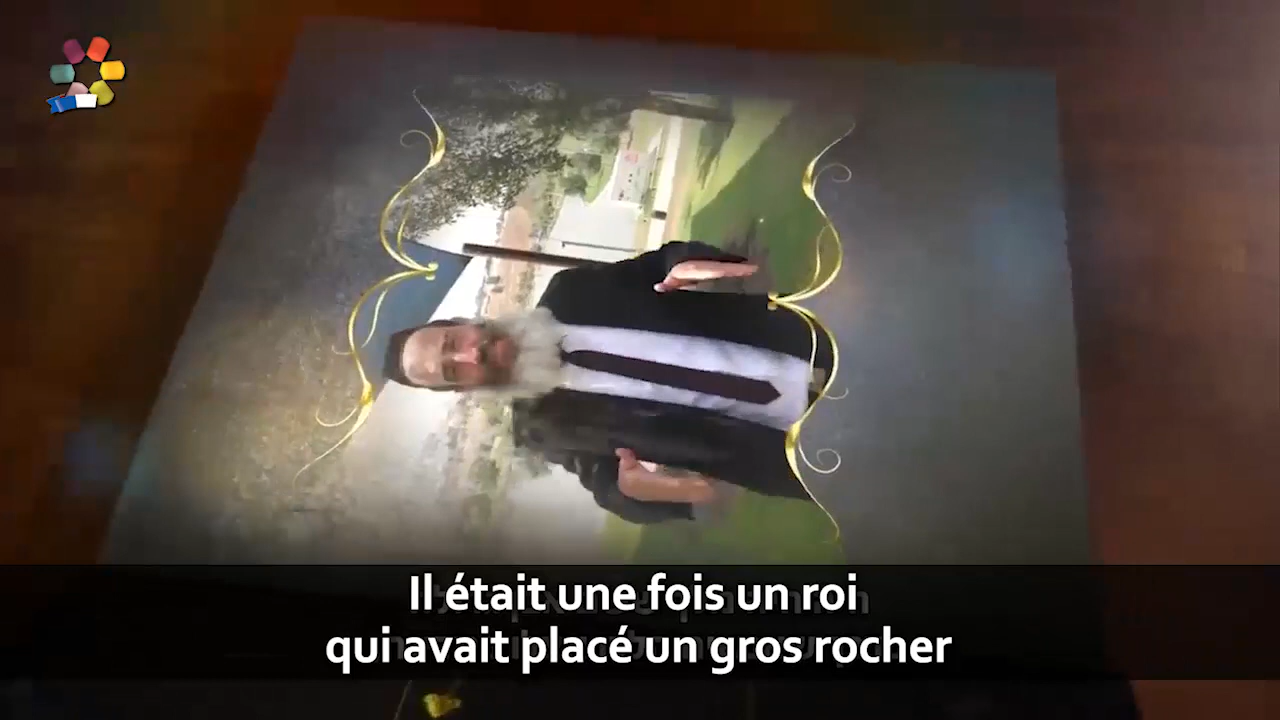 Il était une fois un roi
qui avait placé un gros rocher